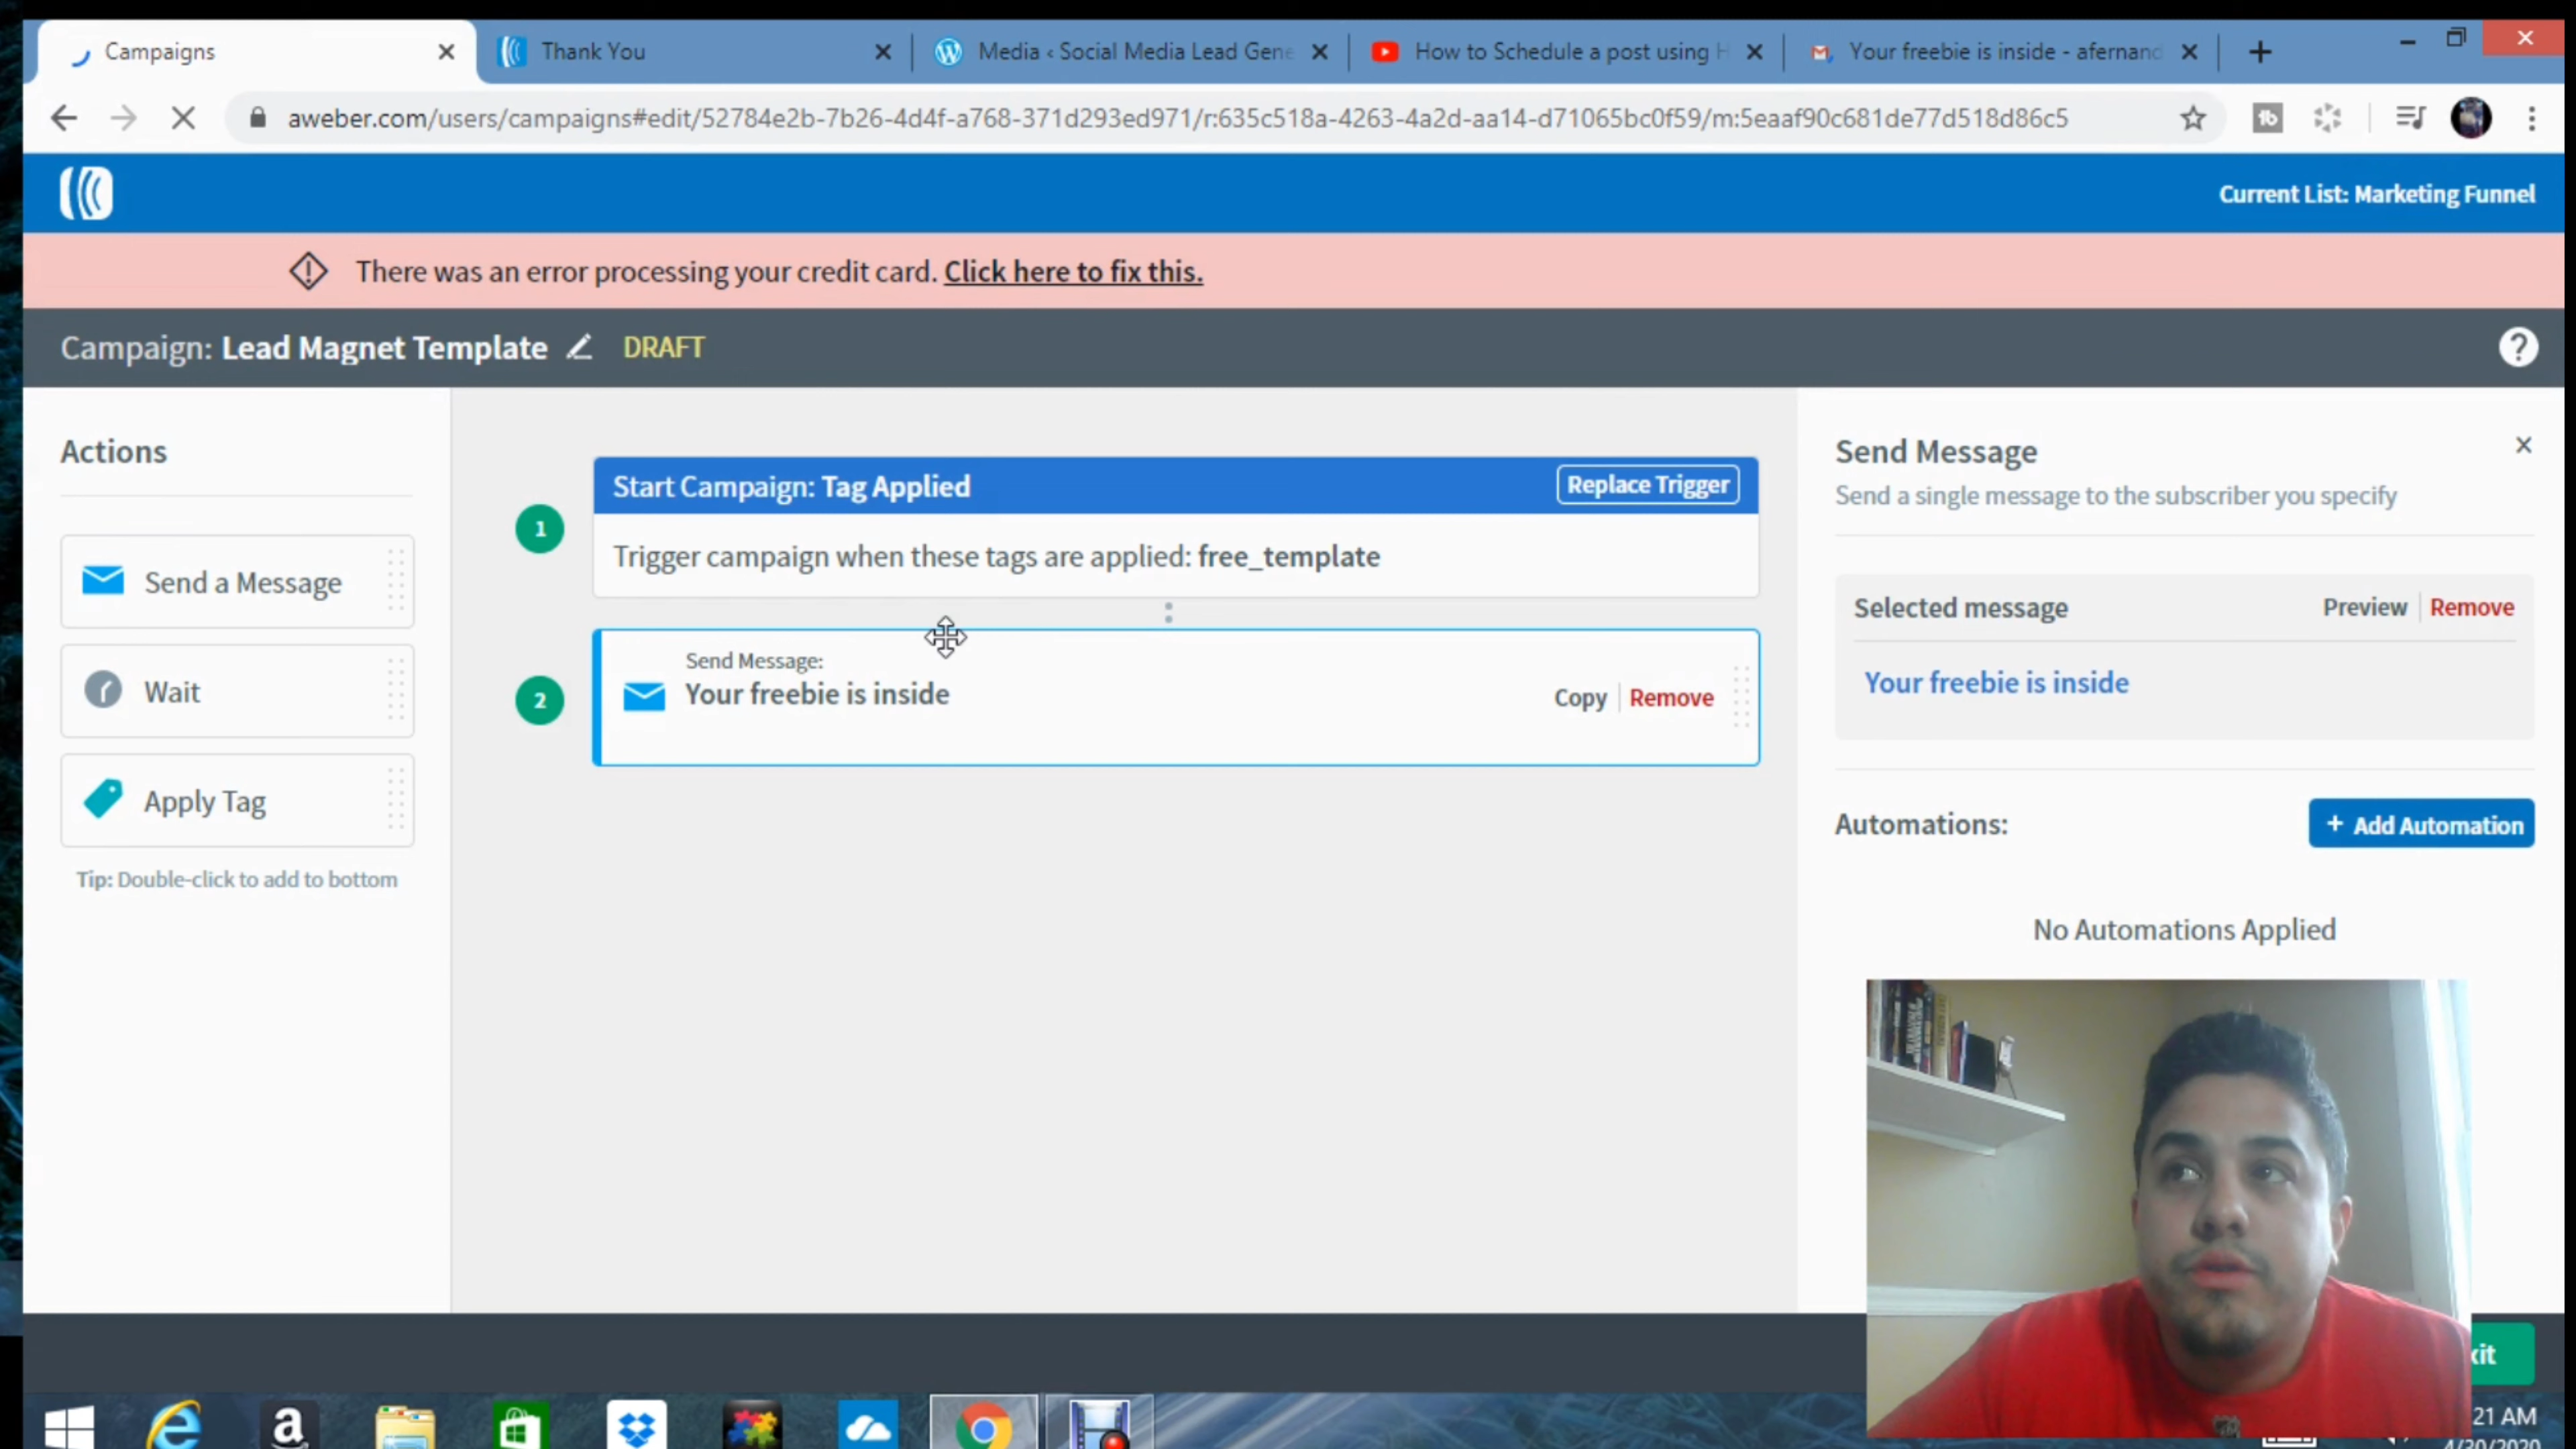 Campaigns
Thank You
Media ‹ Social Media Lead Gene
How to Schedule a post using H
Your freebie is inside - afernand
aweber.com/users/campaigns#edit/52784e2b-7b26-4d4f-a768-371d293ed971/r:635c518a-4263-4a2d-aa14-d71065bc0f59/m:5eaaf90c681de77d518d86c5
Current List: Marketing Funnel
There was an error processing your credit card. Click here to fix this.
Campaign: Lead Magnet Template DRAFT
?
Actions
Send a Message
Wait
Apply Tag
Tip: Double-click to add to bottom
1
Start Campaign: Tag Applied
Replace Trigger
Trigger campaign when these tags are applied: free_template
2
Send Message:
Your freebie is inside
Copy
Remove
Send Message
Send a single message to the subscriber you specify
Selected message
Preview
Remove
Your freebie is inside
Automations:
+ Add Automation
No Automations Applied
xit
21 AM
4/30/2020